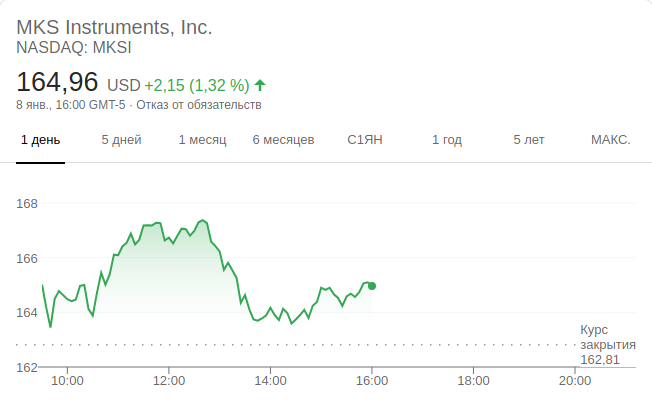 MKS Instruments, Inc.
NASDAQ: MKSI
164,96 USD +2,15 (1,32 %)
8 янв., 16:00 GMT-5 · Отказ от обязательств
1 день 5 дней 1 месяц 6 месяцев С1ЯН 1 год 5 лет МАКС.
168
166
164
Курс
закрытия
162,81
162
10:00 12:00 14:00 16:00 18:00 20:00